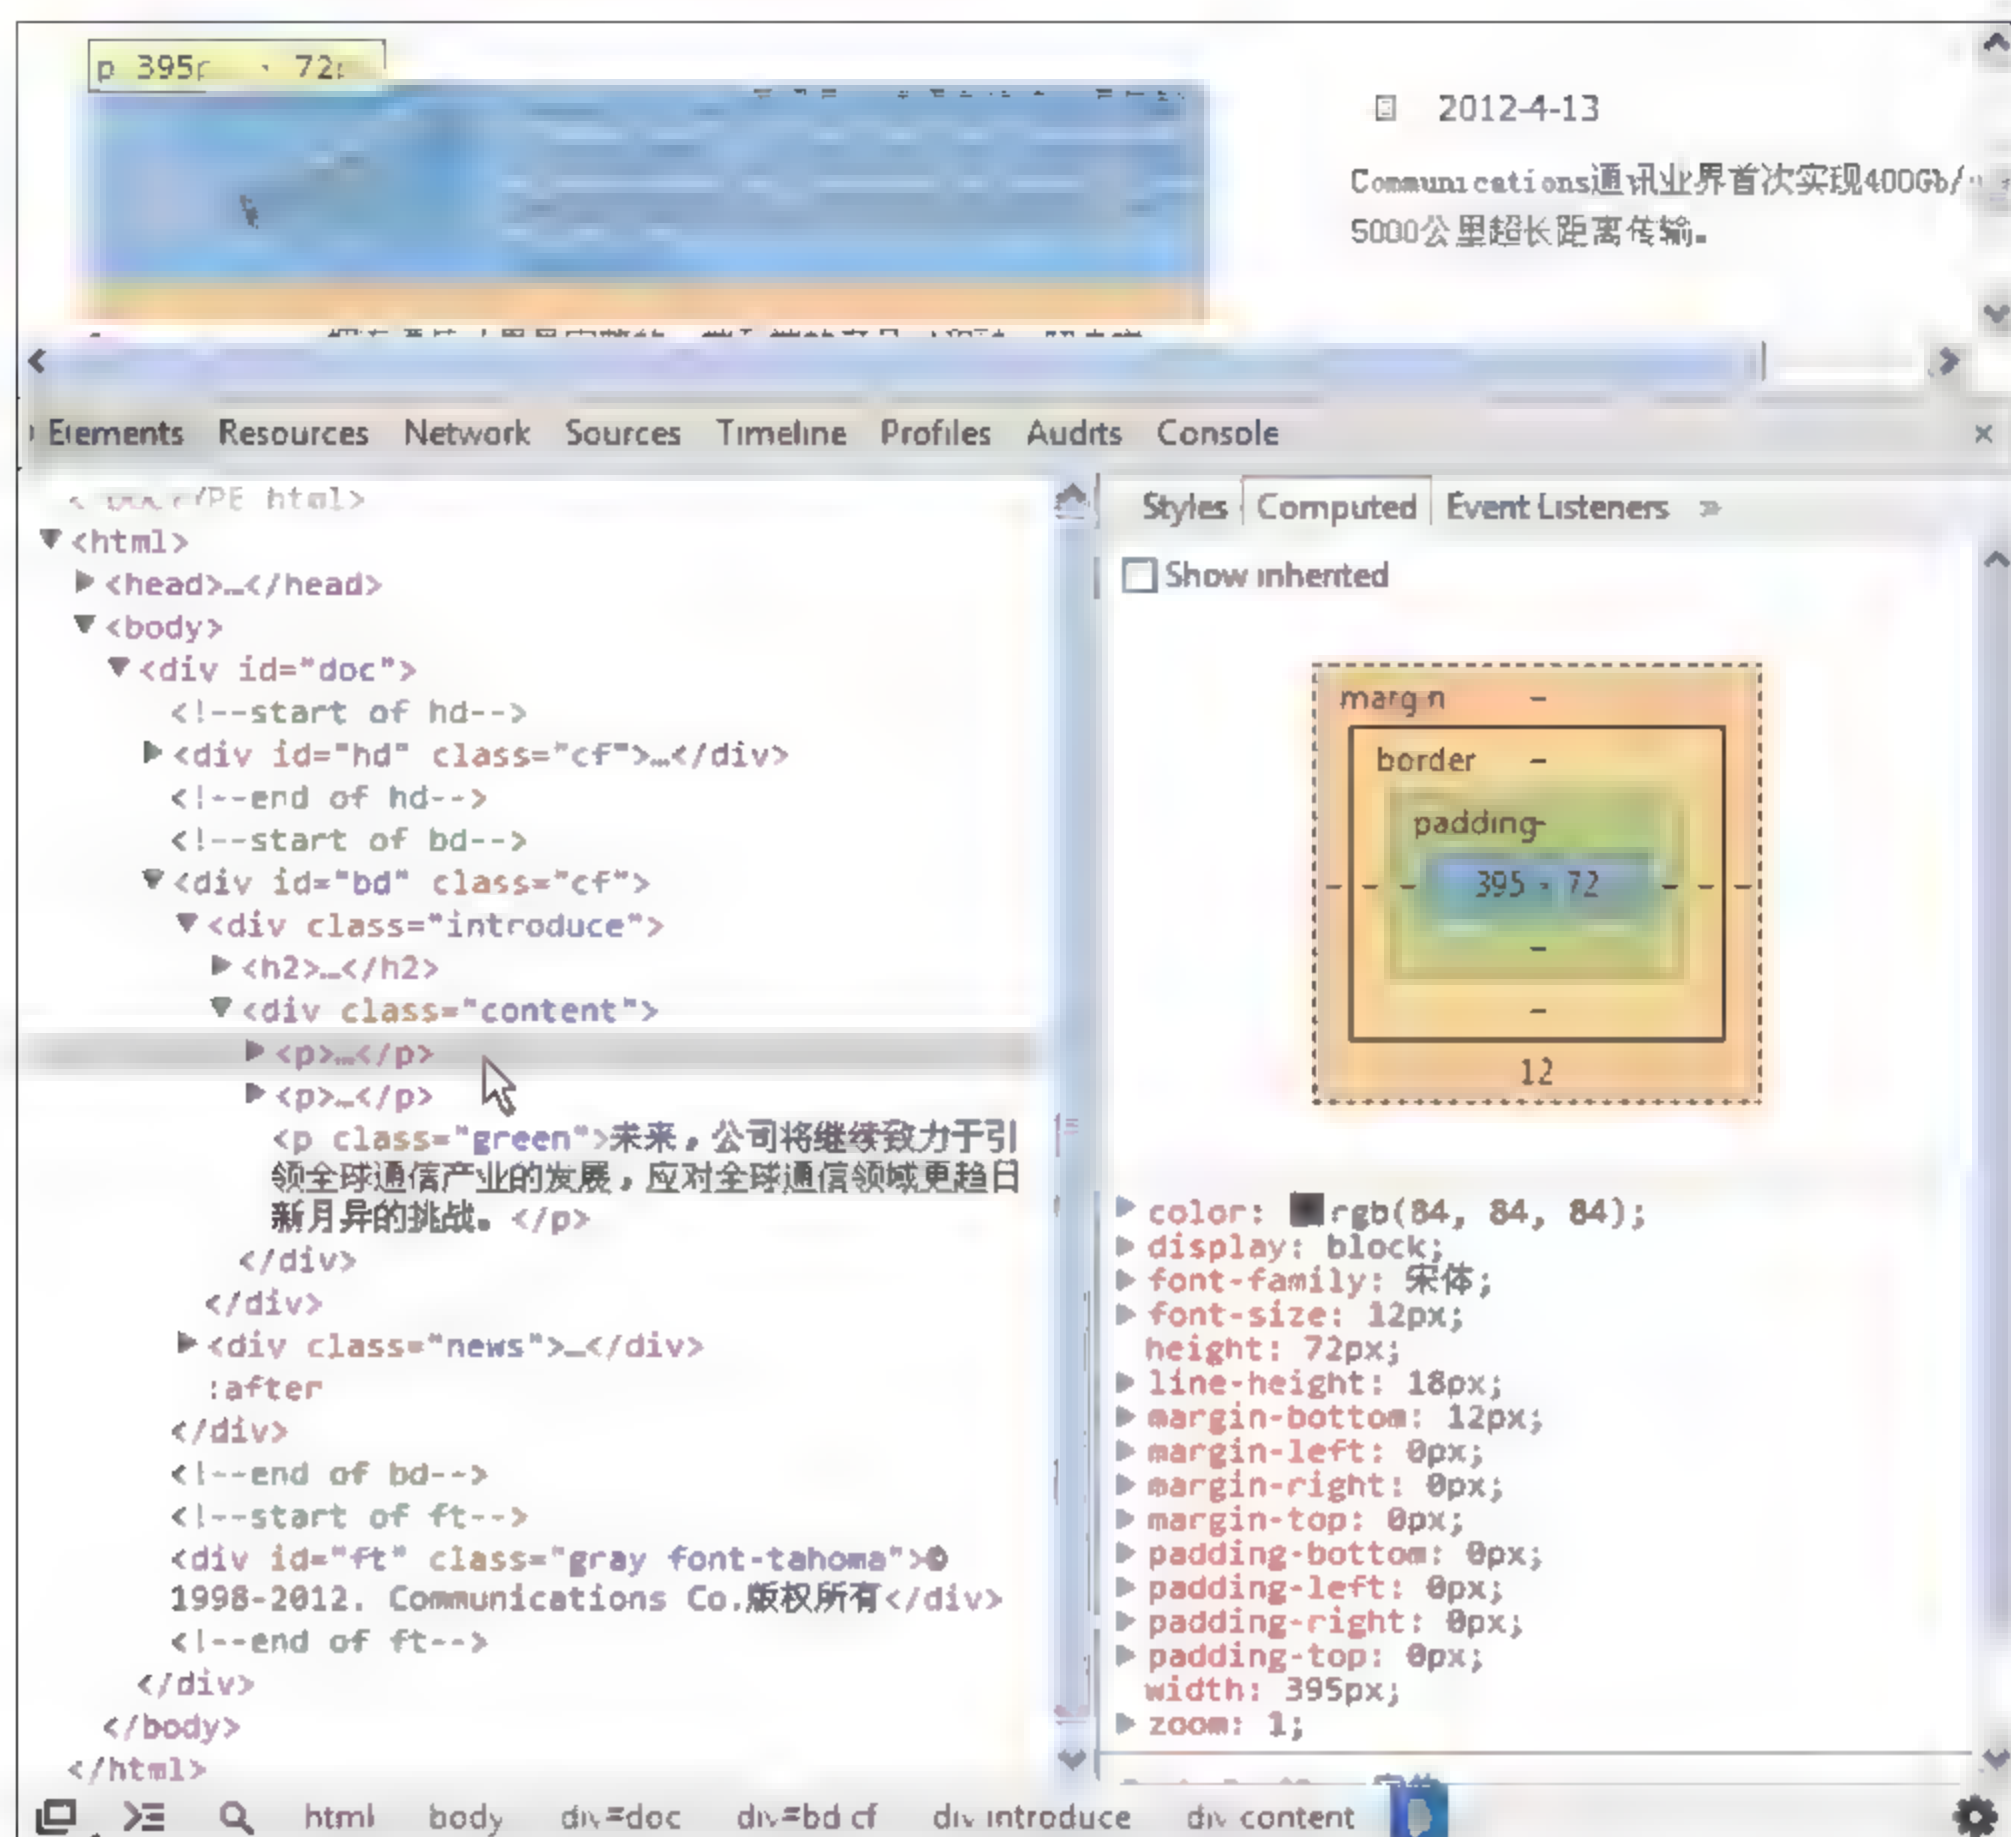 p 395p 72p
2012-4-13
Communications通讯业界首次实现400Gb/
5000公里超长距离传输。
Elements Resources Network Sources Timeline Profiles Audits Console ×
html>
<html>
<head>…</head>
<body>
<div id="doc">
<!--start of hd-->
<div id="hd" class="cf">…</div>
<!--end of hd-->
<!--start of bd-->
<div id="bd" class="cf">
<div class="introduce">
<h2>…</h2>
<div class="content">
<p>…</p>
<p>…</p>
<p class="green">未来，公司将继续致力于引
领全球通信产业的发展，应对全球通信领域更趋日
新月异的挑战。</p>
</div>
</div>
<div class="news">…</div>
:after
</div>
<!--end of bd-->
<!--start of ft-->
<div id="ft" class="gray font-tahoma">©
1998-2012. Communications Co.版权所有</div>
<!--end of ft-->
</div>
</body>
</html>
Styles Computed Event Listeners »
Show inherited
margin -
border -
padding -
- - - 395 × 72 - - -
-
-
12
color: rgb(84, 84, 84);
display: block;
font-family: 宋体;
font-size: 12px;
height: 72px;
line-height: 18px;
margin-bottom: 12px;
margin-left: 0px;
margin-right: 0px;
margin-top: 0px;
padding-bottom: 0px;
padding-left: 0px;
padding-right: 0px;
padding-top: 0px;
width: 395px;
zoom: 1;
html body div#doc div#bd.cf div.introduce div.content